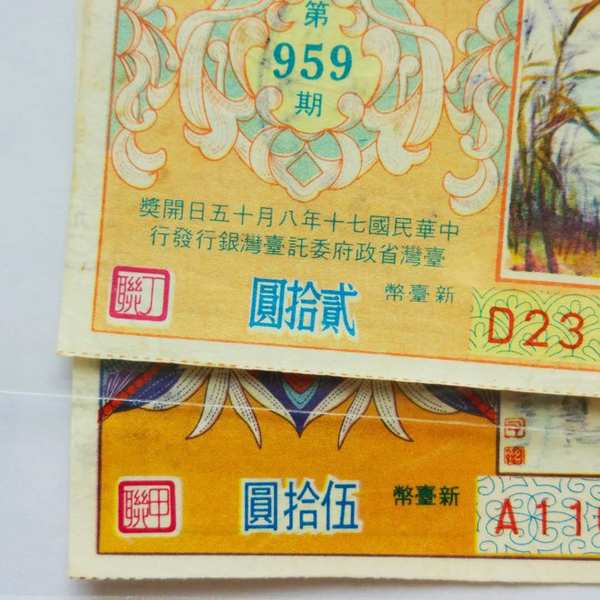 第
959
期
中華民國七十年八月十五日開獎
臺灣省政府委託臺灣銀行發行
新臺幣 貳拾圓
丁聯
D23
新臺幣 伍拾圓
甲聯
A11